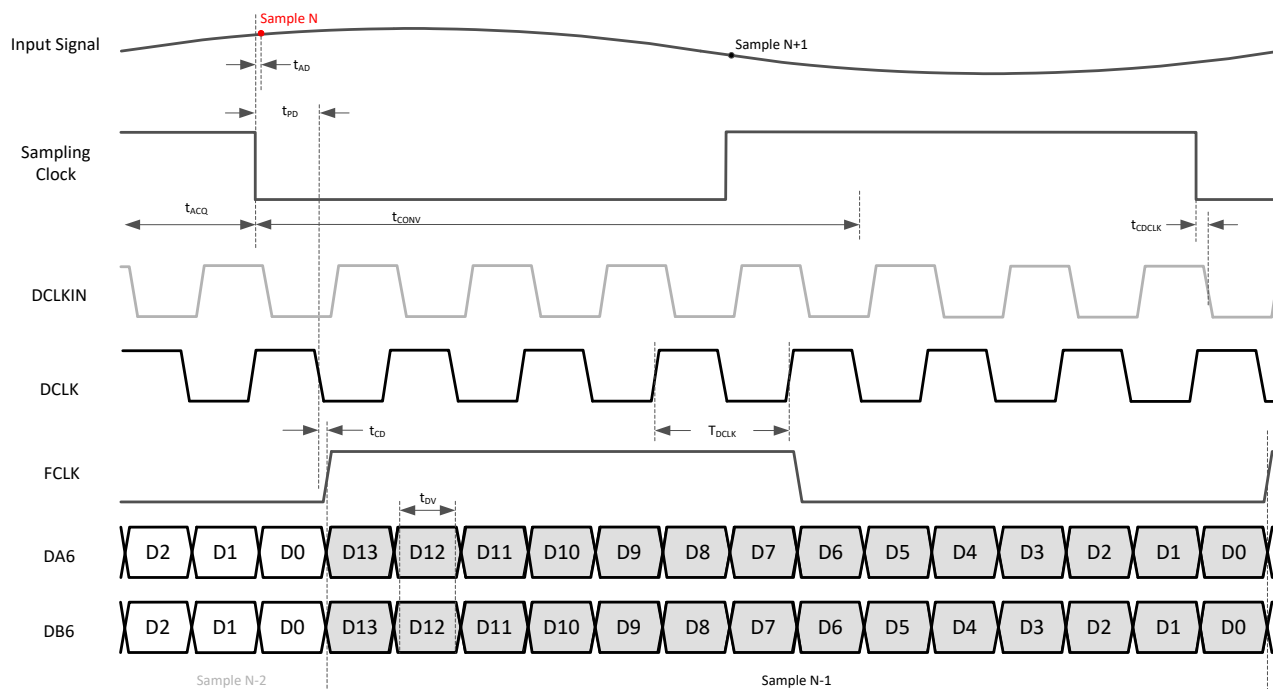 Sample N
Input Signal
Sample N+1
tAD
tPD
Sampling
Clock
tACQ
tCONV
tCDCLK
DCLKIN
DCLK
tCD
TDCLK
FCLK
tDV
DA6
D2 D1 D0 D13 D12 D11 D10 D9 D8 D7 D6 D5 D4 D3 D2 D1 D0
DB6
D2 D1 D0 D13 D12 D11 D10 D9 D8 D7 D6 D5 D4 D3 D2 D1 D0
Sample N-2
Sample N-1